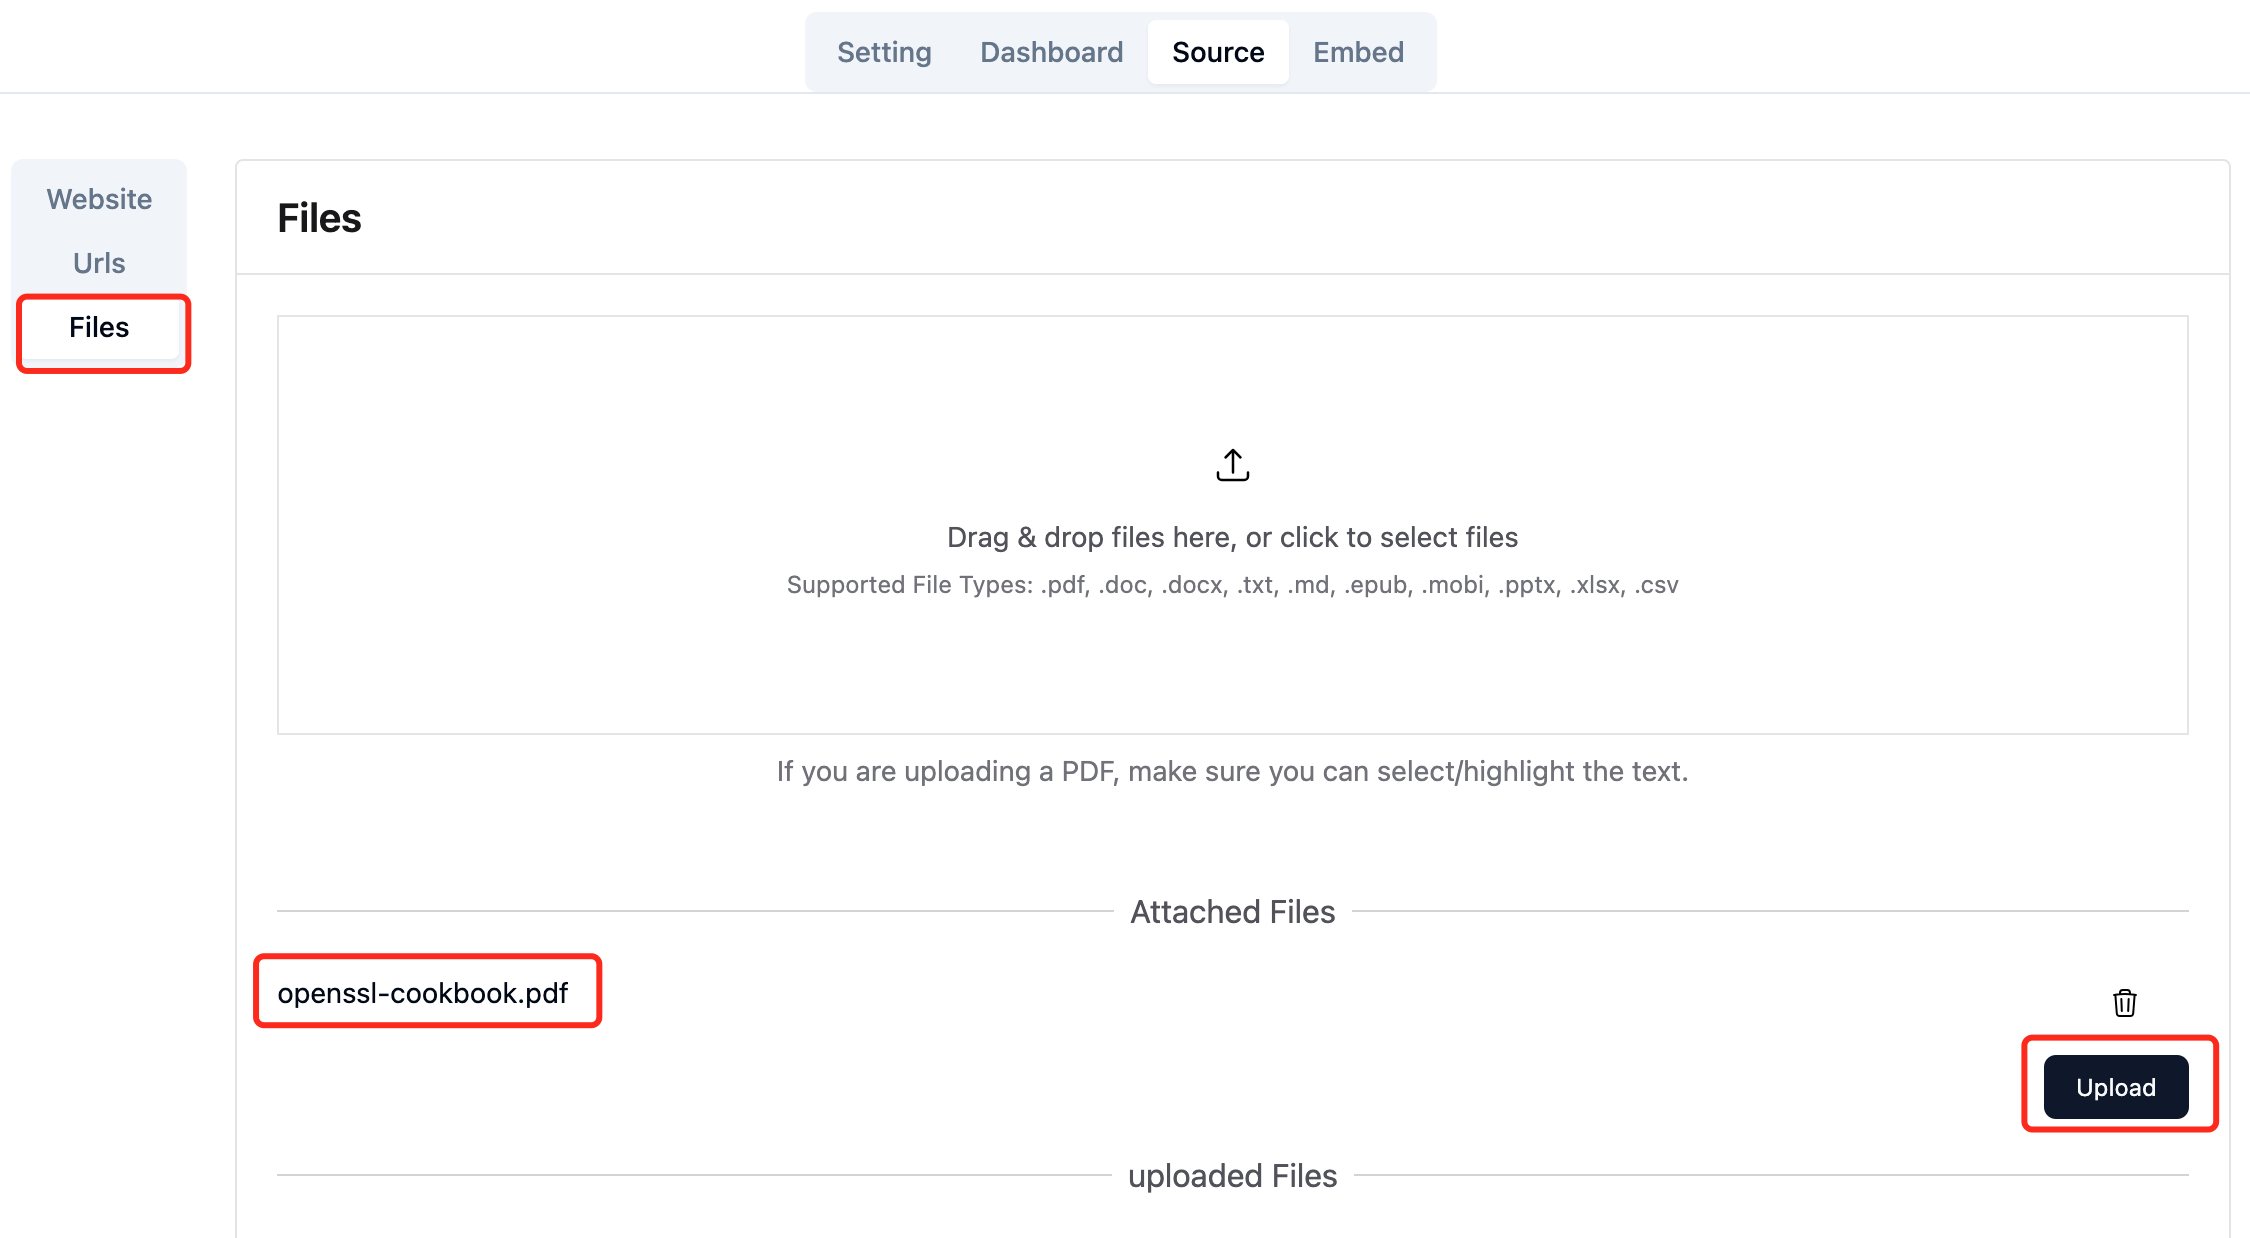 Setting Dashboard Source Embed
Website
Urls
Files
Files
Drag & drop files here, or click to select files
Supported File Types: .pdf, .doc, .docx, .txt, .md, .epub, .mobi, .pptx, .xlsx, .csv
If you are uploading a PDF, make sure you can select/highlight the text.
Attached Files
openssl-cookbook.pdf
Upload
uploaded Files